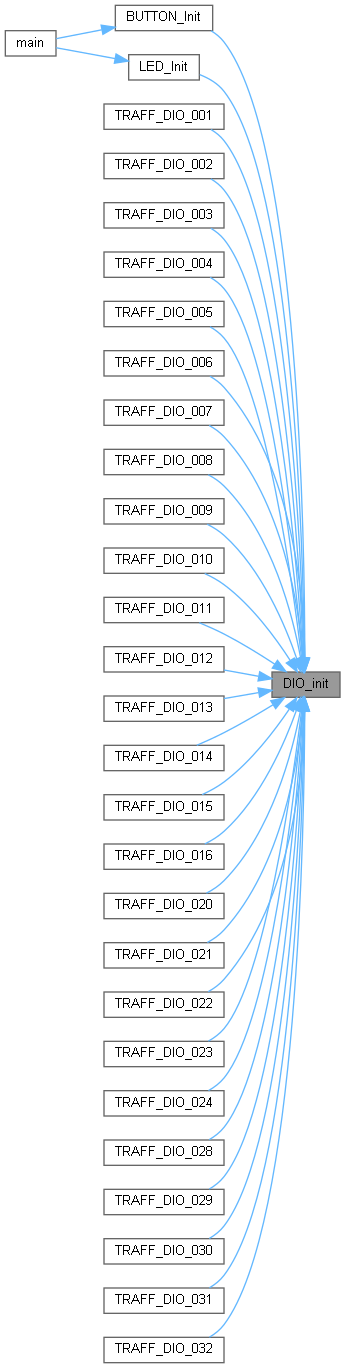 BUTTON_Init
main
LED_Init
TRAFF_DIO_001
TRAFF_DIO_002
TRAFF_DIO_003
TRAFF_DIO_004
TRAFF_DIO_005
TRAFF_DIO_006
TRAFF_DIO_007
TRAFF_DIO_008
TRAFF_DIO_009
TRAFF_DIO_010
TRAFF_DIO_011
TRAFF_DIO_012
DIO_init
TRAFF_DIO_013
TRAFF_DIO_014
TRAFF_DIO_015
TRAFF_DIO_016
TRAFF_DIO_020
TRAFF_DIO_021
TRAFF_DIO_022
TRAFF_DIO_023
TRAFF_DIO_024
TRAFF_DIO_028
TRAFF_DIO_029
TRAFF_DIO_030
TRAFF_DIO_031
TRAFF_DIO_032